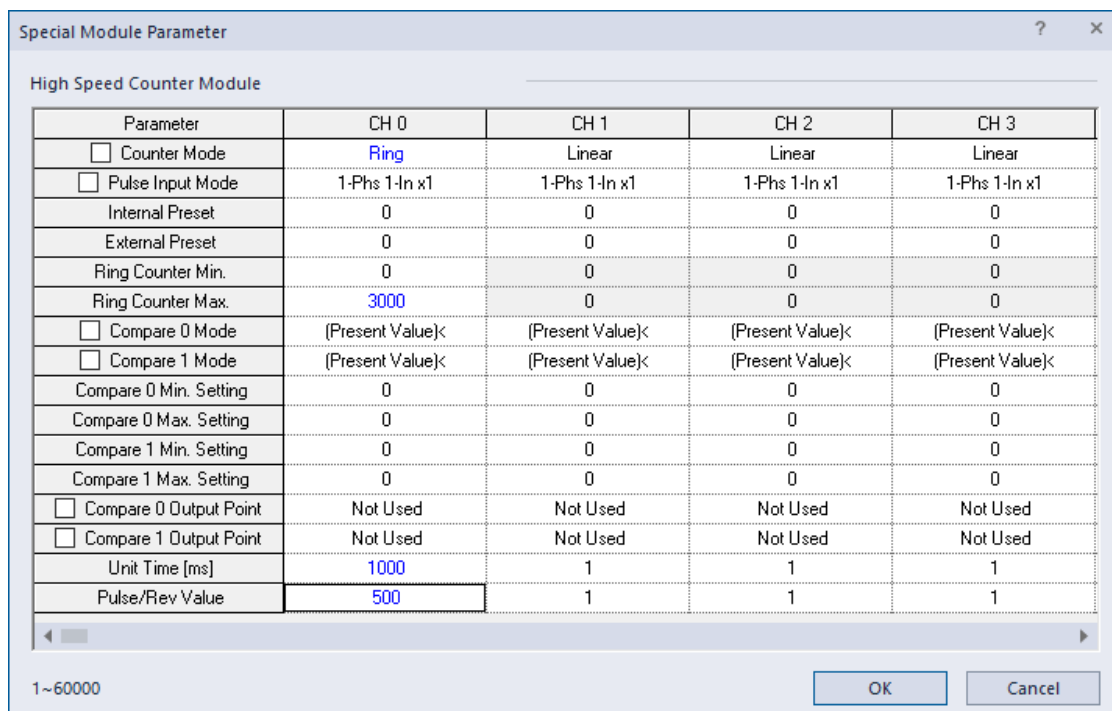 Special Module Parameter ? ×
High Speed Counter Module
Parameter CH 0 CH 1 CH 2 CH 3
Counter Mode Ring Linear Linear Linear
Pulse Input Mode 1-Phs 1-In x1 1-Phs 1-In x1 1-Phs 1-In x1 1-Phs 1-In x1
Internal Preset 0 0 0 0
External Preset 0 0 0 0
Ring Counter Min. 0 0 0 0
Ring Counter Max. 3000 0 0 0
Compare 0 Mode (Present Value)< (Present Value)< (Present Value)< (Present Value)<
Compare 1 Mode (Present Value)< (Present Value)< (Present Value)< (Present Value)<
Compare 0 Min. Setting 0 0 0 0
Compare 0 Max. Setting 0 0 0 0
Compare 1 Min. Setting 0 0 0 0
Compare 1 Max. Setting 0 0 0 0
Compare 0 Output Point Not Used Not Used Not Used Not Used
Compare 1 Output Point Not Used Not Used Not Used Not Used
Unit Time [ms] 1000 1 1 1
Pulse/Rev Value 500 1 1 1
1~60000 OK Cancel